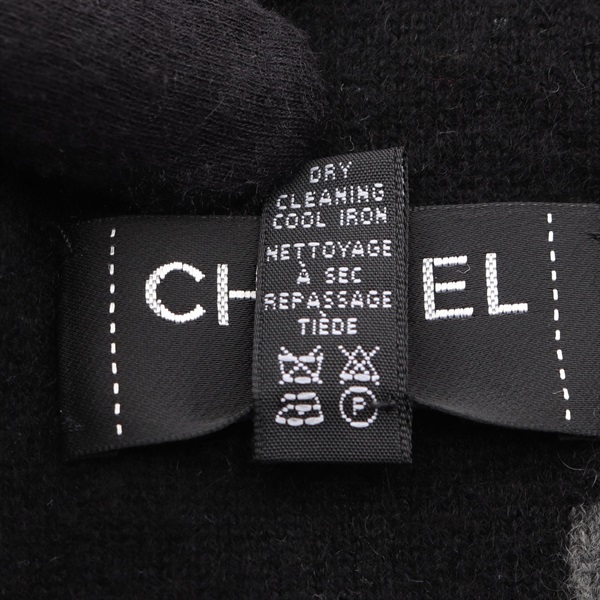 CH EL
DRY
CLEANING
COOL IRON
NETTOYAGE
À SEC
REPASSAGE
TIÈDE
P